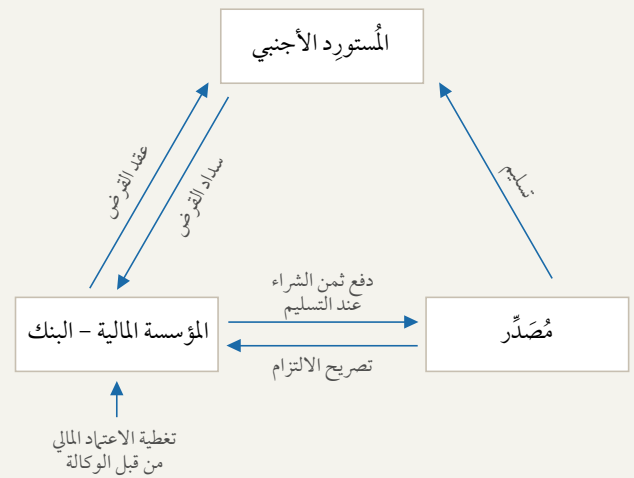 المُستورِد الأجنبي
عقد القرض
سداد القرض
تسليم
دفع ثمن الشراء
عند التسليم
المؤسسة المالية – البنك
مُصَدِّر
تصريح الالتزام
تغطية الاعتماد المالي
من قبل الوكالة